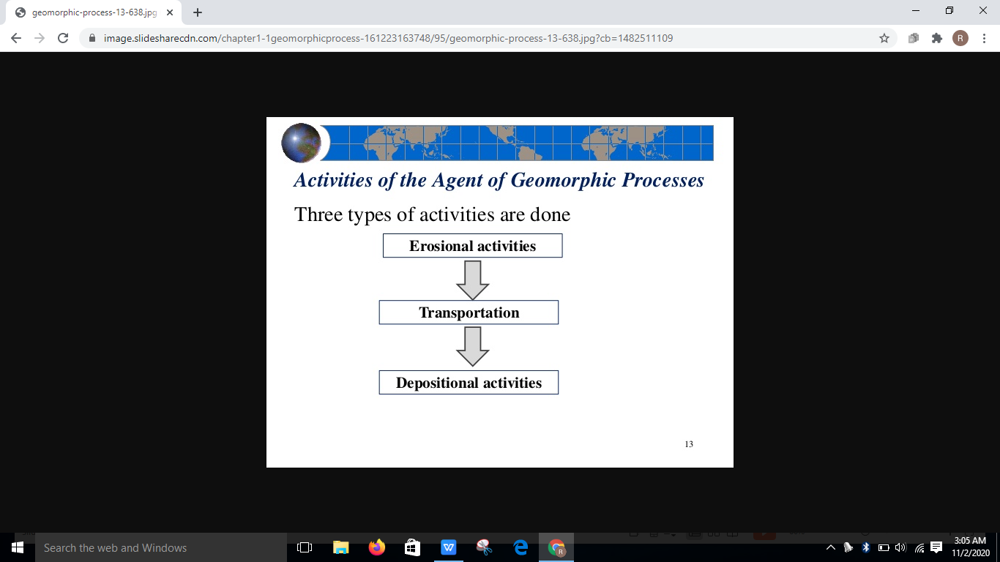 geomorphic-process-13-638.jpg
image.slidesharecdn.com/chapter1-1geomorphicprocess-161223163748/95/geomorphic-process-13-638.jpg?cb=1482511109
R
Activities of the Agent of Geomorphic Processes
Three types of activities are done
Erosional activities
Transportation
Depositional activities
13
Search the web and Windows
W
R
3:05 AM
11/2/2020